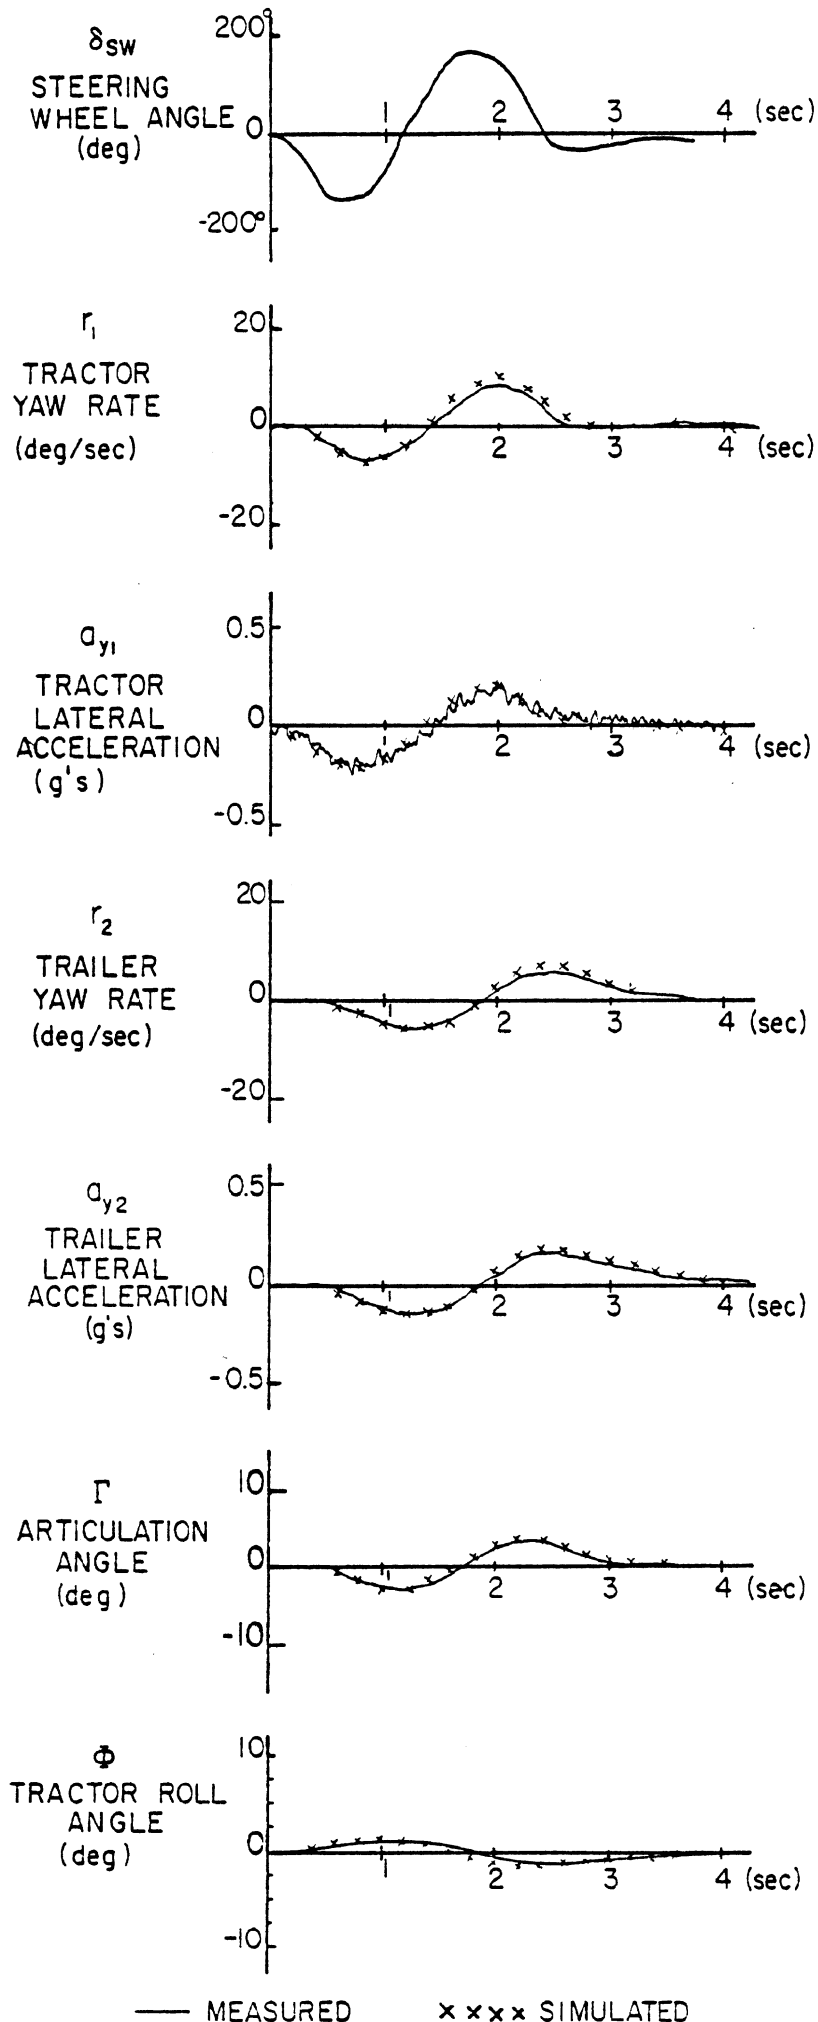 200°
δSW
STEERING
WHEEL ANGLE
(deg)
0
1 2 3 4 (sec)
-200°
20
r1
TRACTOR
YAW RATE
(deg/sec)
0
2 3 4 (sec)
-20
0.5
ay1
TRACTOR
LATERAL
ACCELERATION
(g's)
0
1 2 3 4 (sec)
-0.5
20
r2
TRAILER
YAW RATE
(deg/sec)
0
1 2 3 4 (sec)
-20
0.5
ay2
TRAILER
LATERAL
ACCELERATION
(g's)
0
1 2 3 4 (sec)
-0.5
10
Γ
ARTICULATION
ANGLE
(deg)
0
1 2 3 4 (sec)
-10
10
Φ
TRACTOR ROLL
ANGLE
(deg)
0
1 2 3 4 (sec)
-10
MEASURED x x x x SIMULATED